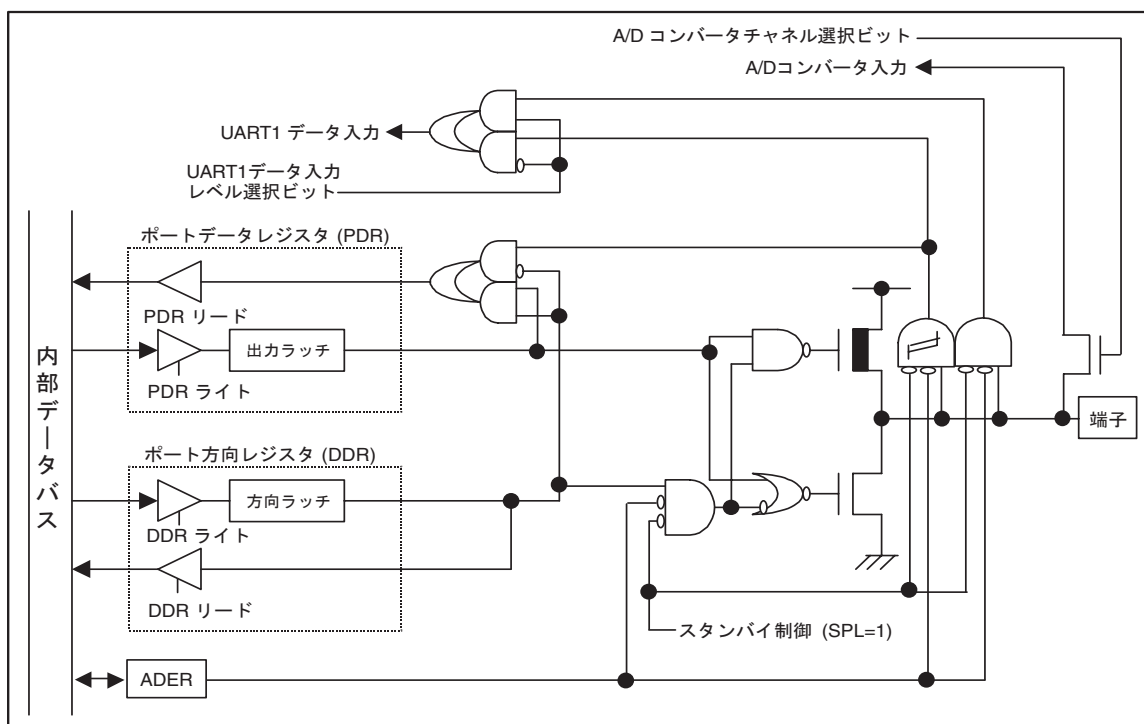 A/D コンバータチャネル選択ビット
A/Dコンバータ入力
UART1 データ入力
UART1データ入力
レベル選択ビット
ポートデータレジスタ (PDR)
PDR リード
出力ラッチ
PDR ライト
内部データバス
端子
ポート方向レジスタ (DDR)
方向ラッチ
DDR ライト
DDR リード
スタンバイ制御 (SPL=1)
ADER